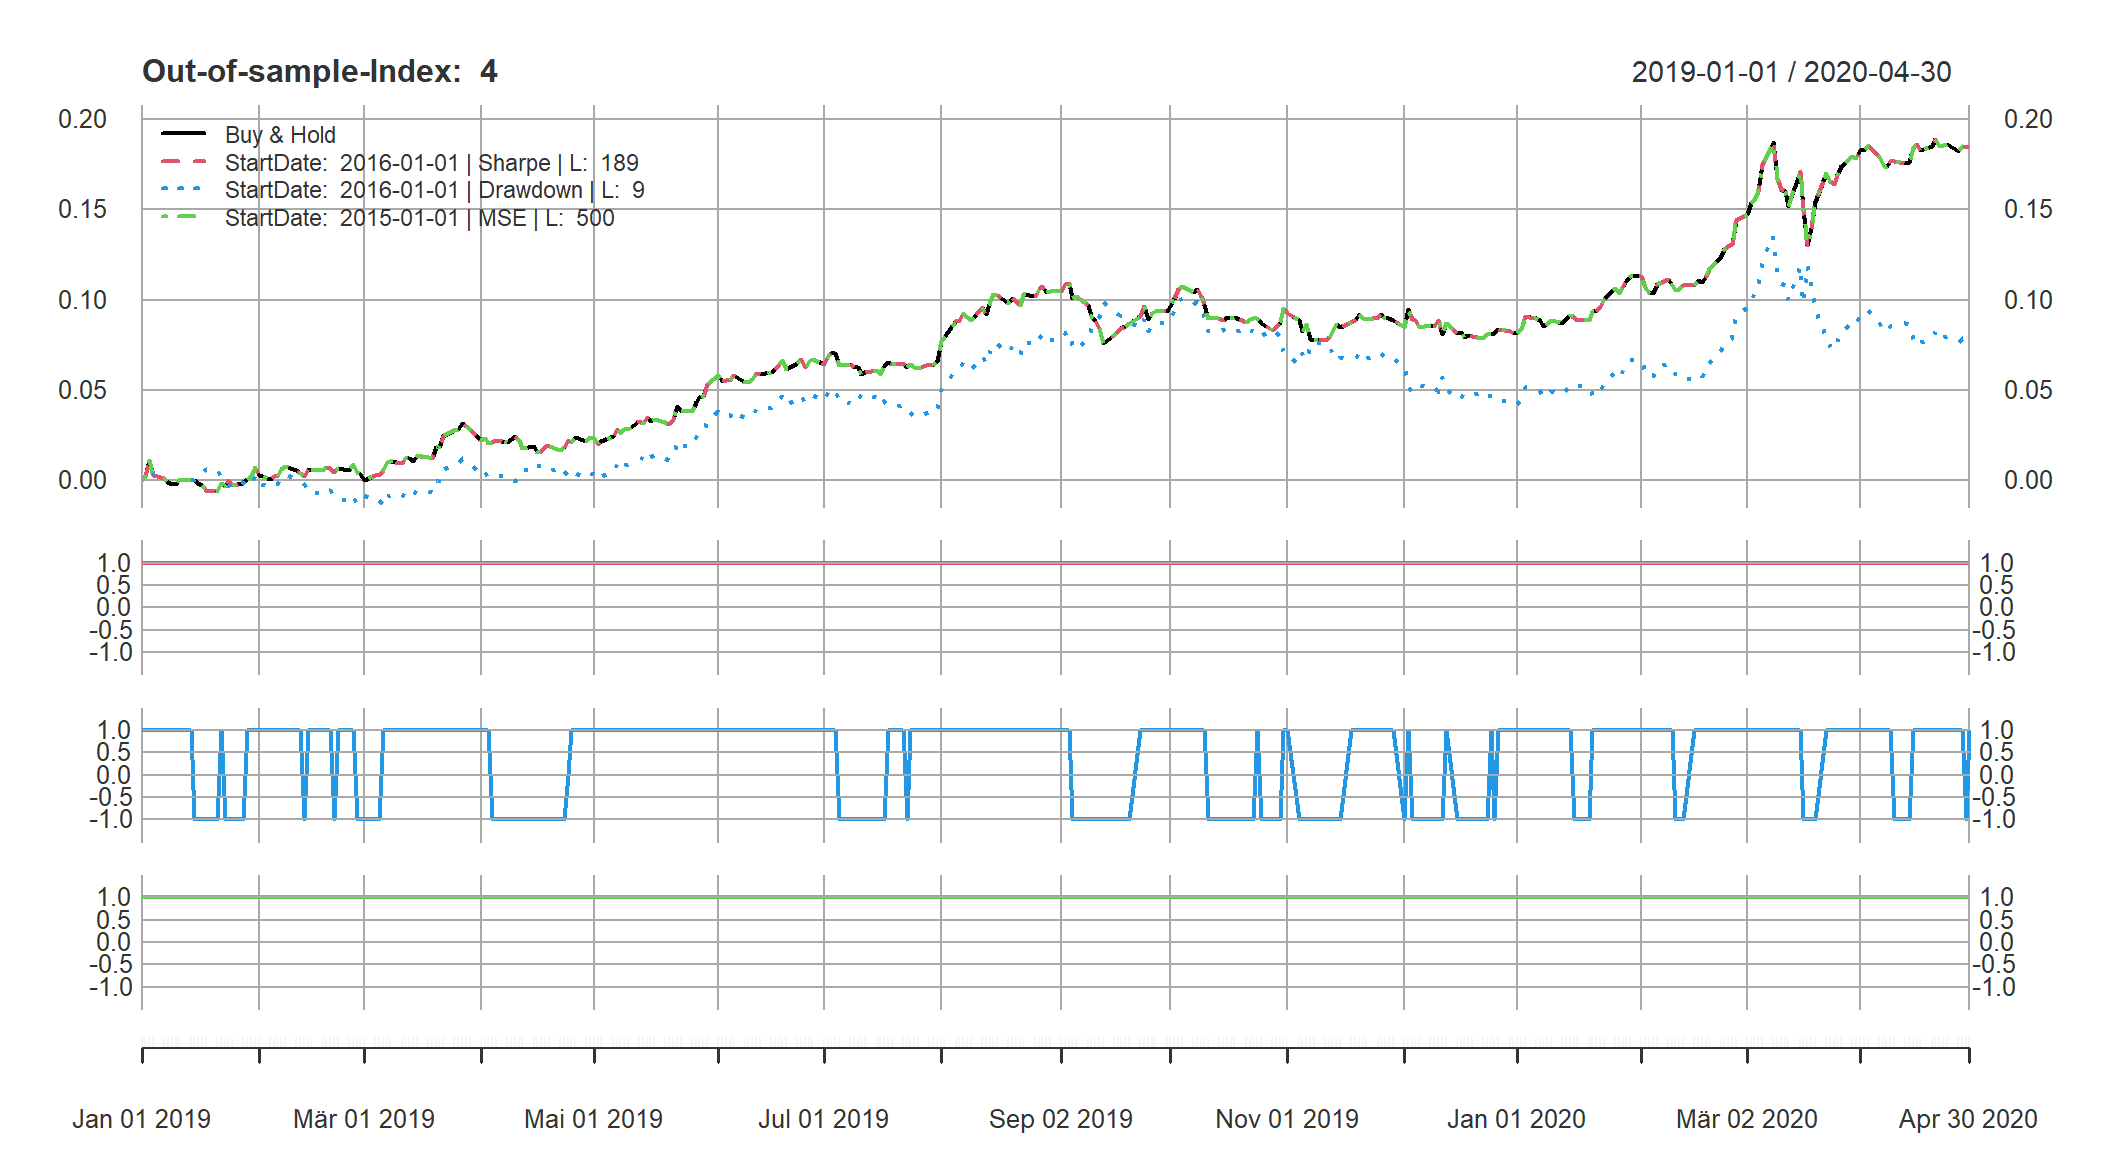 Out-of-sample-Index: 4
2019-01-01 / 2020-04-30
0.20
0.15
0.10
0.05
0.00
Buy & Hold
StartDate: 2016-01-01 | Sharpe | L: 189
StartDate: 2016-01-01 | Drawdown | L: 9
StartDate: 2015-01-01 | MSE | L: 500
0.20
0.15
0.10
0.05
0.00
1.0
0.5
0.0
-0.5
-1.0
1.0
0.5
0.0
-0.5
-1.0
1.0
0.5
0.0
-0.5
-1.0
1.0
0.5
0.0
-0.5
-1.0
1.0
0.5
0.0
-0.5
-1.0
1.0
0.5
0.0
-0.5
-1.0
Jan 01 2019
Mär 01 2019
Mai 01 2019
Jul 01 2019
Sep 02 2019
Nov 01 2019
Jan 01 2020
Mär 02 2020
Apr 30 2020